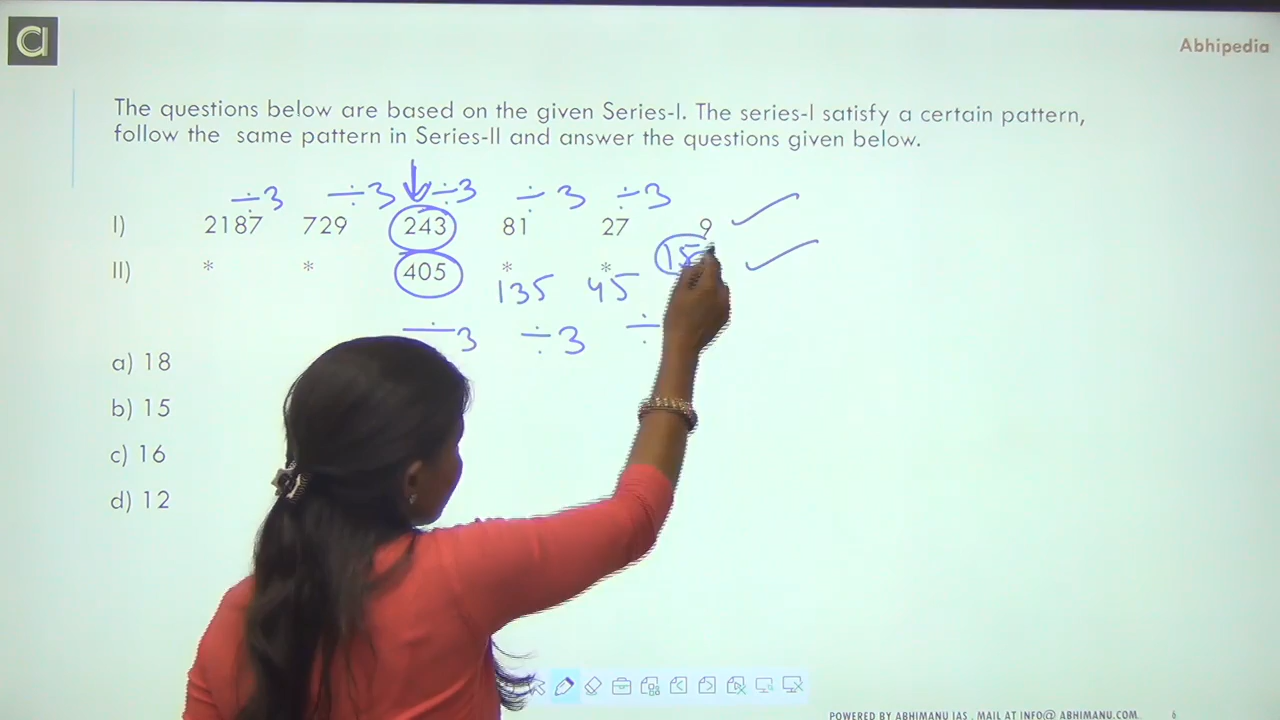 Abhipedia
The questions below are based on the given Series-I. The series-I satisfy a certain pattern,
follow the same pattern in Series-II and answer the questions given below.
÷3 ÷3 ÷3 ÷3 ÷3
I) 2187 729 243 81 27 9
II) * * 405 * *
135 45 15
÷3 ÷3 ÷
a) 18
b) 15
c) 16
d) 12
POWERED BY ABHIMANU IAS . MAIL AT INFO@ ABHIMANU.COM 6